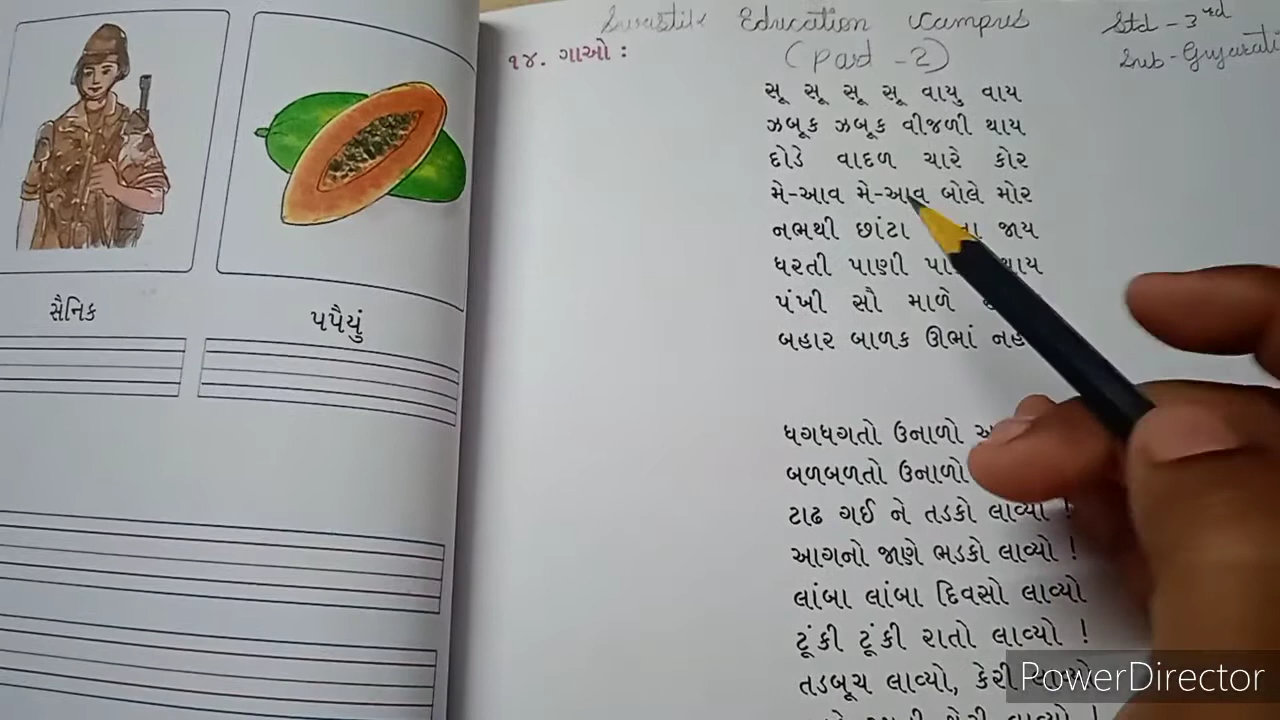 સૈનિક
પપૈયું
Swastik Education Campus
(Part -2)
Std - 3rd
Sub- Gujarati
૧૪. ગાઓ :
સૂ સૂ સૂ સૂ વાયુ વાય
ઝબૂક ઝબૂક વીજળી થાય
દોડે વાદળ ચારે કોર
મે-આવ મે-આવ બોલે મોર
નભથી છાંટા જાય
ધરતી પાણી થાય
પંખી સૌ માળે
બહાર બાળક ઊભાં
ધગધગતો ઉનાળો
બળબળતો ઉનાળો
ટાઢ ગઈ ને તડકો લાવ્યો !
આગનો જાણે ભડકો લાવ્યો !
લાંબા લાંબા દિવસો લાવ્યો
ટૂંકી ટૂંકી રાતો લાવ્યો !
તડબૂચ લાવ્યો, કેરી લાવ્યો
PowerDirector